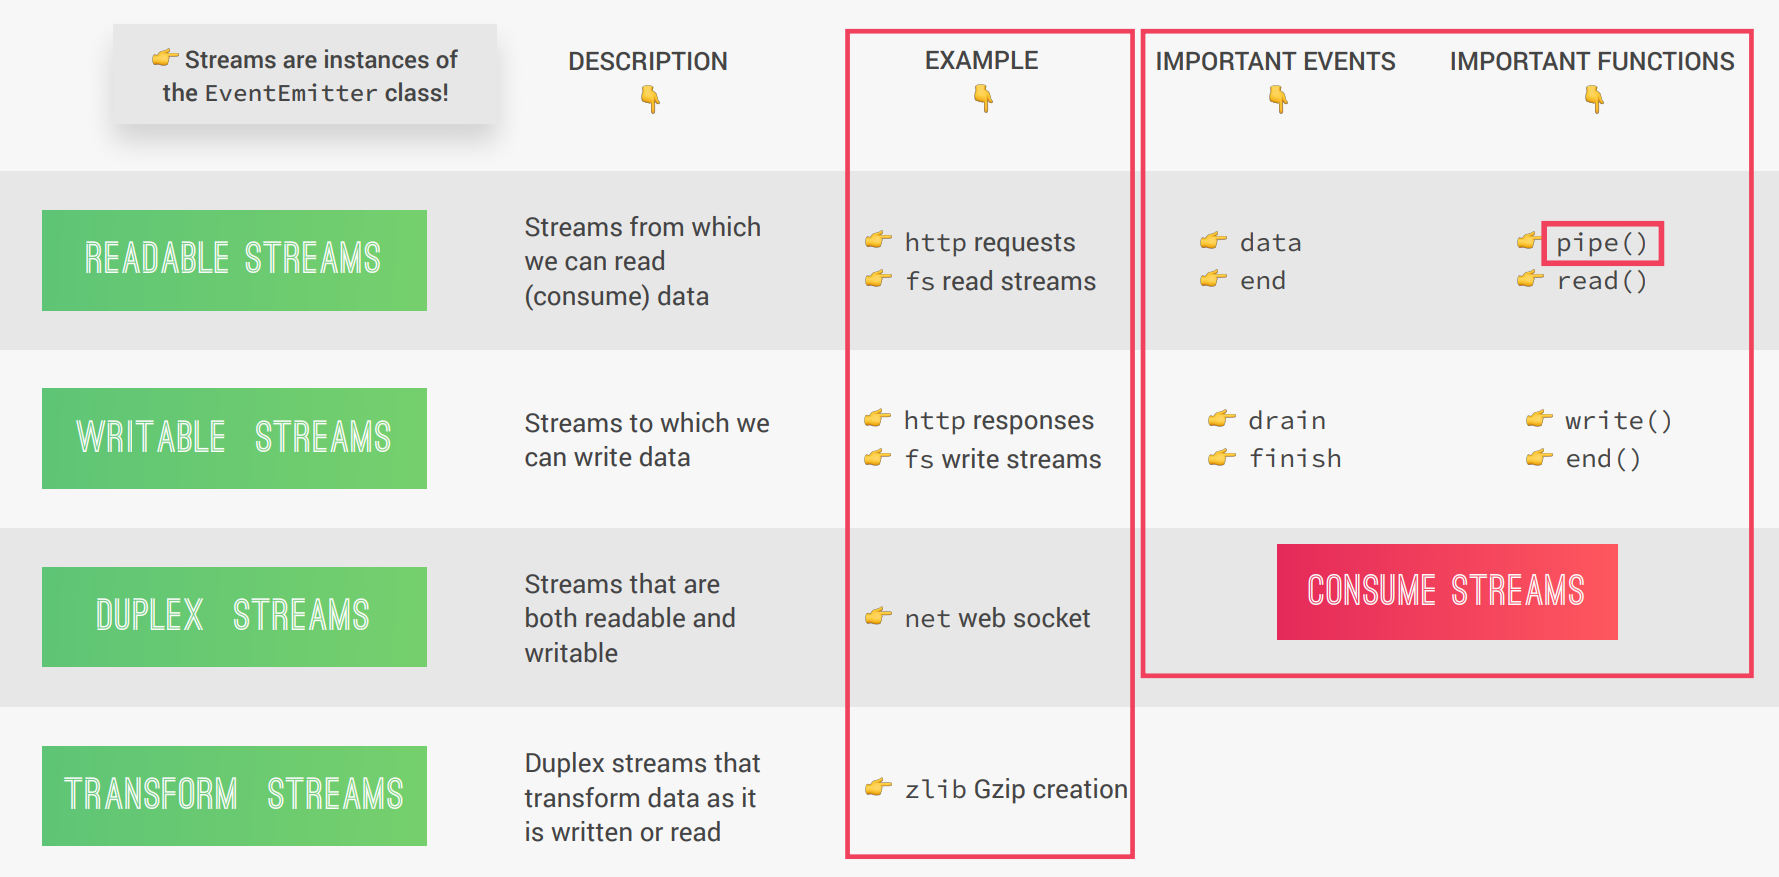 👉 Streams are instances of
the EventEmitter class!
DESCRIPTION
👇
EXAMPLE
👇
IMPORTANT EVENTS
👇
IMPORTANT FUNCTIONS
👇
READABLE STREAMS
Streams from which
we can read
(consume) data
👉 http requests
👉 fs read streams
👉 data
👉 end
👉 pipe()
👉 read()
WRITABLE STREAMS
Streams to which we
can write data
👉 http responses
👉 fs write streams
👉 drain
👉 finish
👉 write()
👉 end()
DUPLEX STREAMS
Streams that are
both readable and
writable
👉 net web socket
CONSUME STREAMS
TRANSFORM STREAMS
Duplex streams that
transform data as it
is written or read
👉 zlib Gzip creation